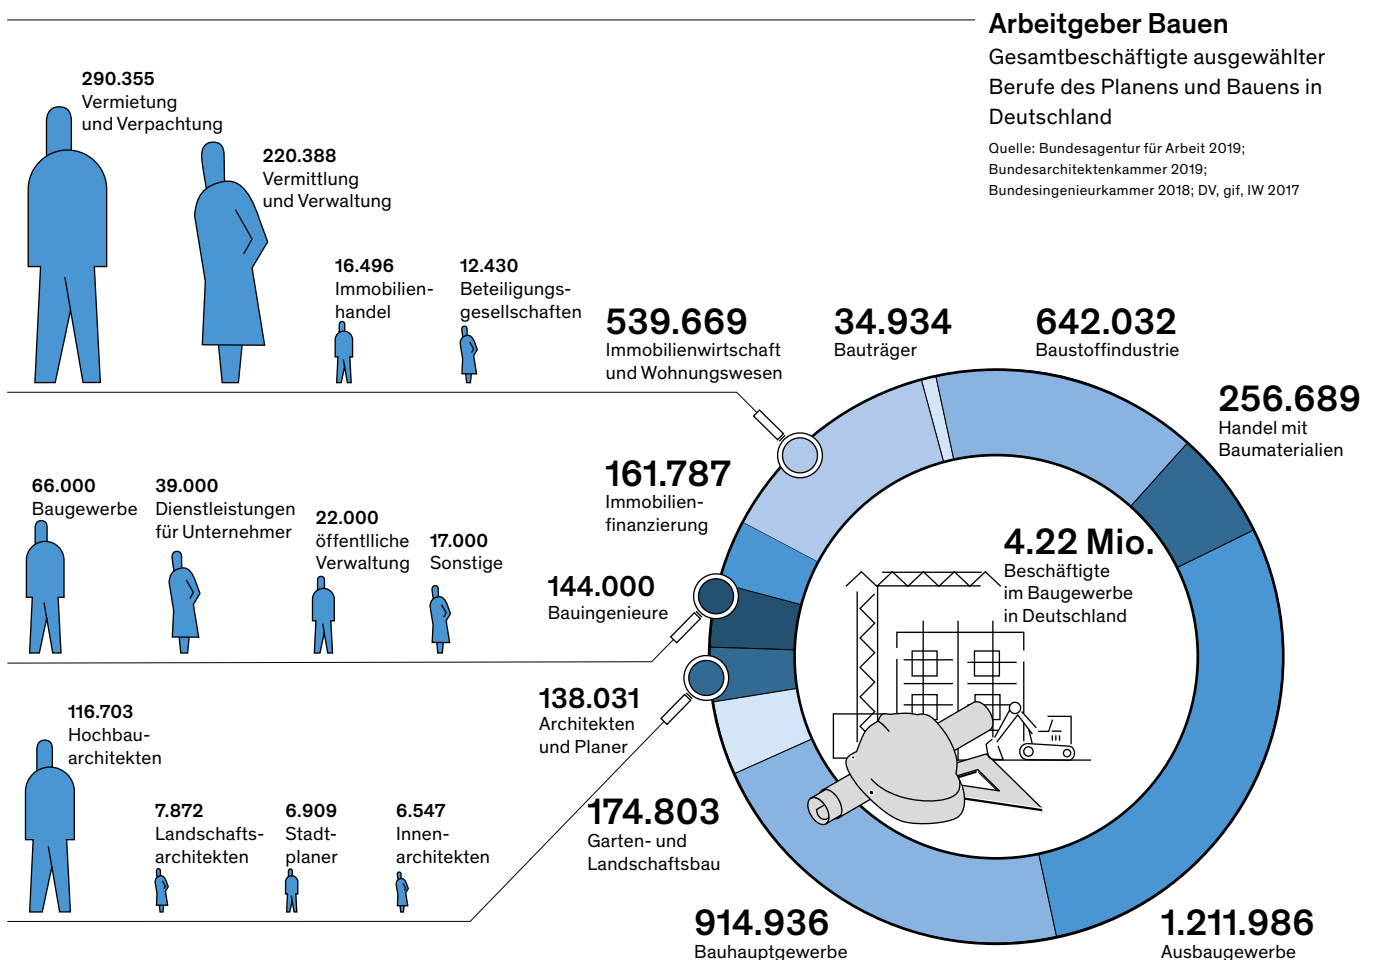 Arbeitgeber Bauen
Gesamtbeschäftigte ausgewählter
Berufe des Planens und Bauens in
Deutschland
Quelle: Bundesagentur für Arbeit 2019;
Bundesarchitektenkammer 2019;
Bundesingenieurkammer 2018; DV, gif, IW 2017
290.355
Vermietung
und Verpachtung
220.388
Vermittlung
und Verwaltung
16.496
Immobilien-
handel
12.430
Beteiligungs-
gesellschaften
539.669
Immobilienwirtschaft
und Wohnungswesen
34.934
Bauträger
642.032
Baustoffindustrie
256.689
Handel mit
Baumaterialien
161.787
Immobilien-
finanzierung
66.000
Baugewerbe
39.000
Dienstleistungen
für Unternehmer
22.000
öffentlliche
Verwaltung
17.000
Sonstige
144.000
Bauingenieure
4.22 Mio.
Beschäftigte
im Baugewerbe
in Deutschland
138.031
Architekten
und Planer
116.703
Hochbau-
architekten
7.872
Landschafts-
architekten
6.909
Stadt-
planer
6.547
Innen-
architekten
174.803
Garten- und
Landschaftsbau
914.936
Bauhauptgewerbe
1.211.986
Ausbaugewerbe